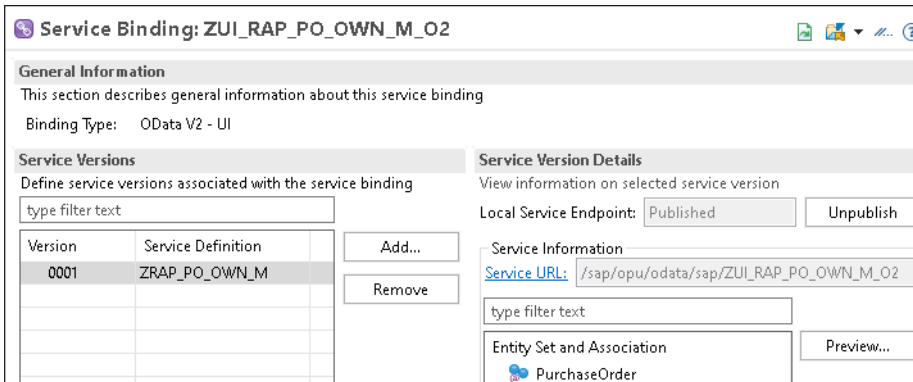 Service Binding: ZUI_RAP_PO_OWN_M_O2
General Information
This section describes general information about this service binding
Binding Type: OData V2 - UI
Service Versions
Define service versions associated with the service binding
type filter text
Version Service Definition
0001 ZRAP_PO_OWN_M
Add...
Remove
Service Version Details
View information on selected service version
Local Service Endpoint: Published Unpublish
Service Information
Service URL: /sap/opu/odata/sap/ZUI_RAP_PO_OWN_M_O2
type filter text
Entity Set and Association
PurchaseOrder
Preview...